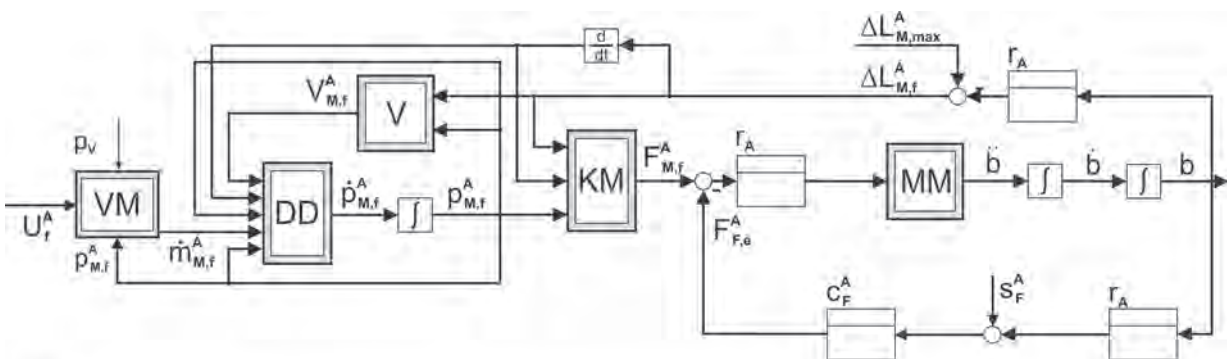 d
dt
ΔL^A_M,max
r_A
ΔL^A_M,f
V^A_M,f
V
p_V
r_A
F^A_M,f
VM
DD
ṗ^A_M,f
∫
p^A_M,f
KM
-
MM
b̈
∫
ḃ
∫
b
U^A_f
p^A_M,f
ṁ^A_M,f
F^A_F,e
c^A_F
s^A_F
r_A